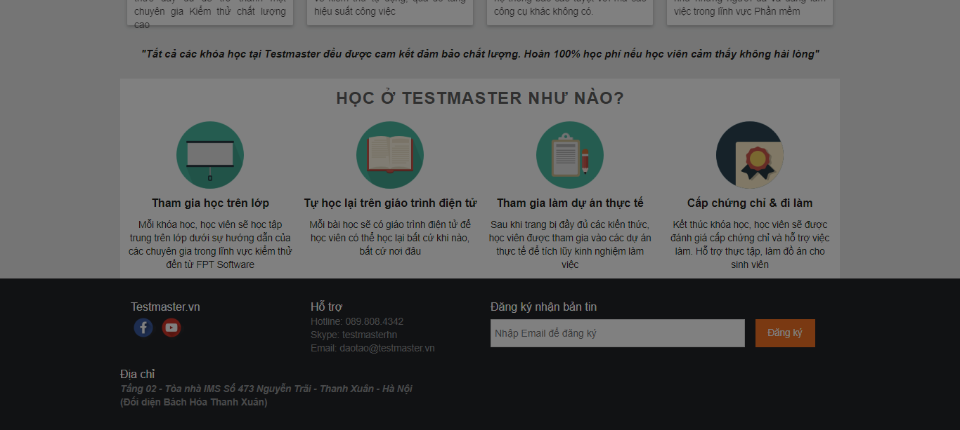 chuyên gia Kiểm thử chất lượng
cao
hiệu suất công việc
công cụ khác không có.
việc trong lĩnh vực Phần mềm
"Tất cả các khóa học tại Testmaster đều được cam kết đảm bảo chất lượng. Hoàn 100% học phí nếu học viên cảm thấy không hài lòng"
HỌC Ở TESTMASTER NHƯ NÀO?
Tham gia học trên lớp
Mỗi khóa học, học viên sẽ học tập
trung trên lớp dưới sự hướng dẫn của
các chuyên gia trong lĩnh vực kiểm thử
đến từ FPT Software
Tự học lại trên giáo trình điện tử
Mỗi bài học sẽ có giáo trình điện tử để
học viên có thể học lại bất cứ khi nào,
bất cứ nơi đâu
Tham gia làm dự án thực tế
Sau khi trang bị đầy đủ các kiến thức,
học viên được tham gia vào các dự án
thực tế để tích lũy kinh nghiệm làm
việc
Cấp chứng chỉ & đi làm
Kết thúc khóa học, học viên sẽ được
đánh giá cấp chứng chỉ và hỗ trợ việc
làm. Hỗ trợ thực tập, làm đồ án cho
sinh viên
Testmaster.vn
Hỗ trợ
Hotline: 089.808.4342
Skype: testmasterhn
Email: daotao@testmaster.vn
Đăng ký nhận bản tin
Nhập Email để đăng ký
Đăng ký
Địa chỉ
Tầng 02 - Tòa nhà IMS Số 473 Nguyễn Trãi - Thanh Xuân - Hà Nội
(Đối diện Bách Hóa Thanh Xuân)